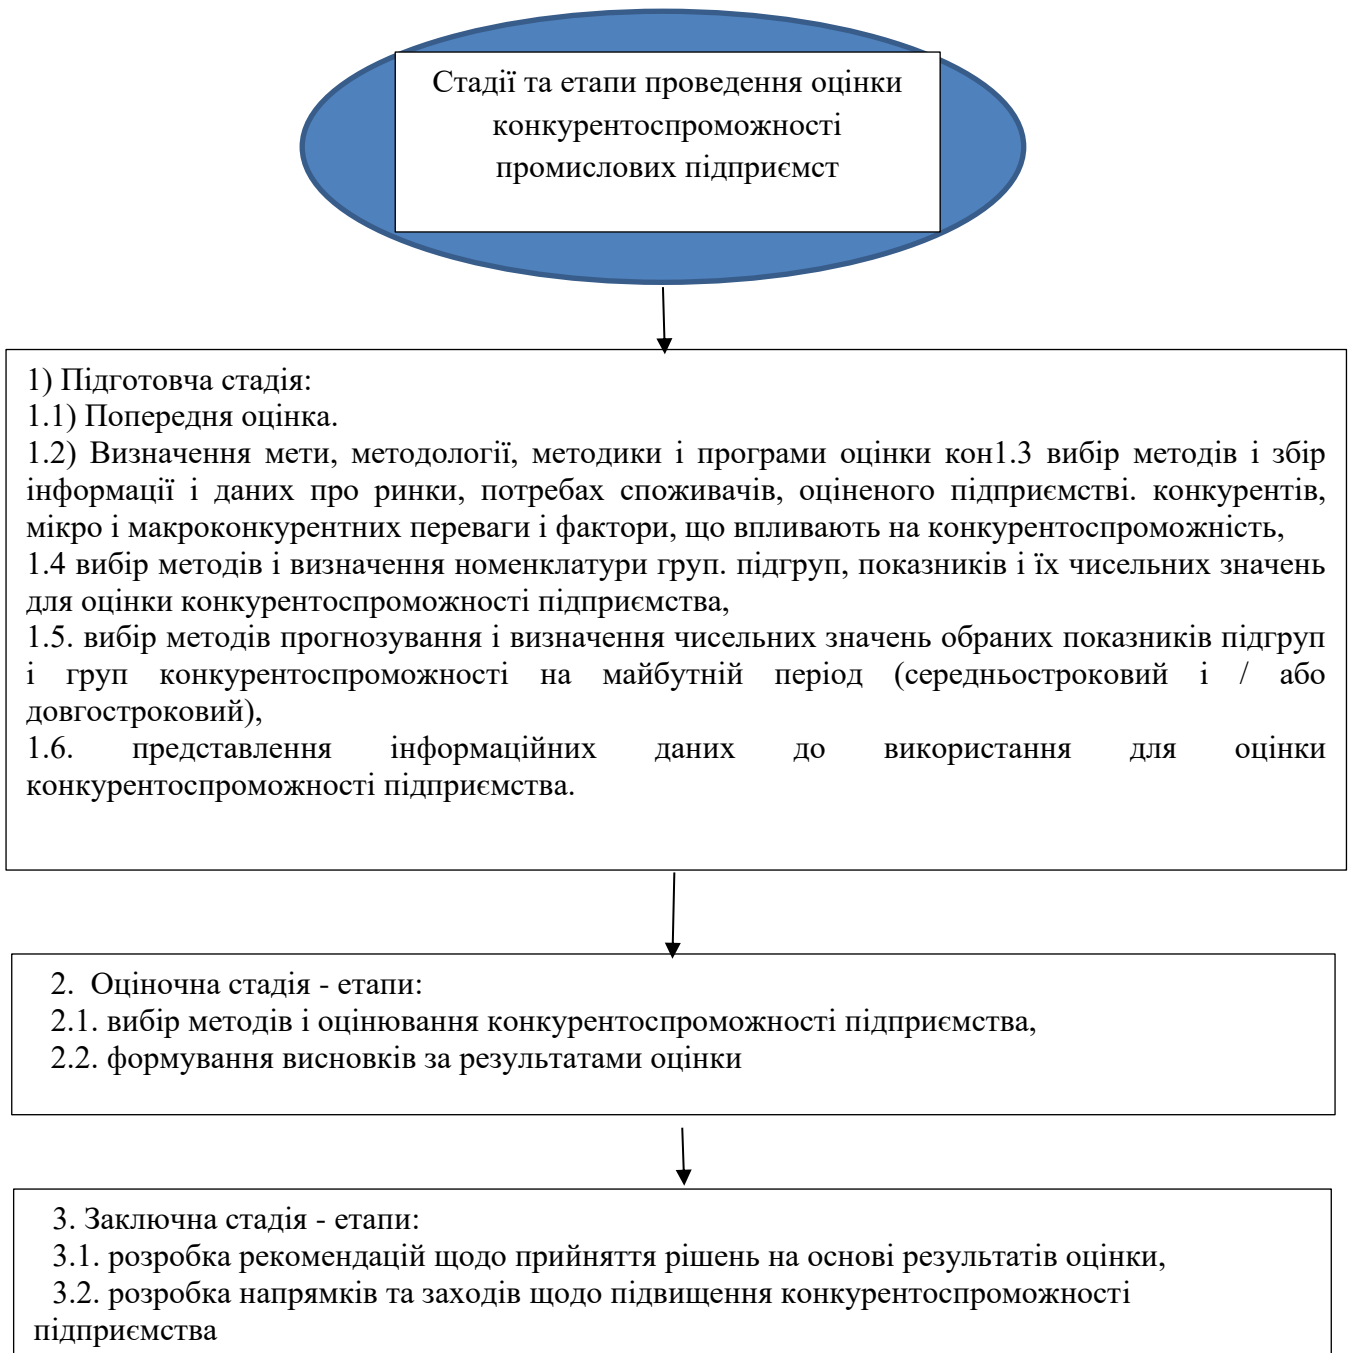 Стадії та етапи проведення оцінки
конкурентоспроможності
промислових підприємст
1) Підготовча стадія:
1.1) Попередня оцінка.
1.2) Визначення мети, методології, методики і програми оцінки кон1.3 вибір методів і збір
інформації і даних про ринки, потребах споживачів, оціненого підприємстві. конкурентів,
мікро і макроконкурентних переваги і фактори, що впливають на конкурентоспроможність,
1.4 вибір методів і визначення номенклатури груп. підгруп, показників і їх чисельних значень
для оцінки конкурентоспроможності підприємства,
1.5. вибір методів прогнозування і визначення чисельних значень обраних показників підгруп
і груп конкурентоспроможності на майбутній період (середньостроковий і / або
довгостроковий),
1.6. представлення інформаційних даних до використання для оцінки
конкурентоспроможності підприємства.
2. Оціночна стадія - етапи:
2.1. вибір методів і оцінювання конкурентоспроможності підприємства,
2.2. формування висновків за результатами оцінки
3. Заключна стадія - етапи:
3.1. розробка рекомендацій щодо прийняття рішень на основі результатів оцінки,
3.2. розробка напрямків та заходів щодо підвищення конкурентоспроможності
підприємства